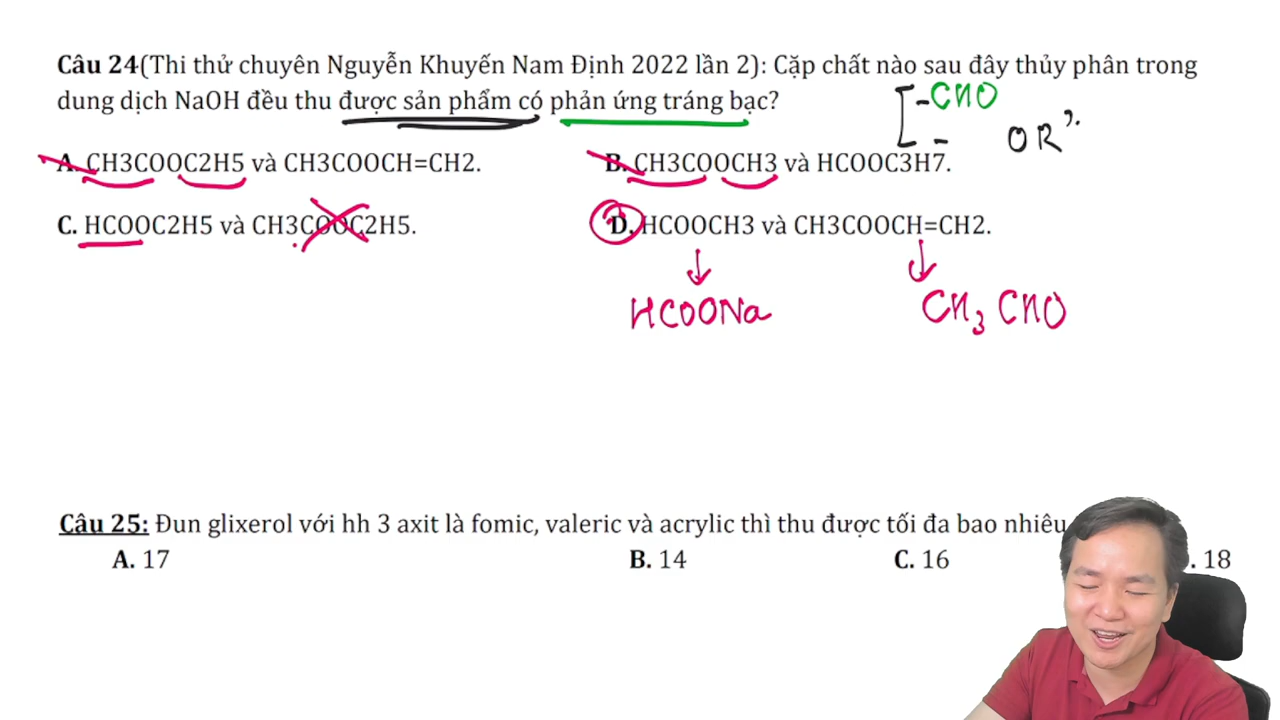 Câu 24(Thi thử chuyên Nguyễn Khuyến Nam Định 2022 lần 2): Cặp chất nào sau đây thủy phân trong
dung dịch NaOH đều thu được sản phẩm có phản ứng tráng bạc?
-CHO
- OR
A. CH3COOC2H5 và CH3COOCH=CH2.
B. CH3COOCH3 và HCOOC3H7.
C. HCOOC2H5 và CH3COOC2H5.
D. HCOOCH3 và CH3COOCH=CH2.
HCOONa
CH3CHO
Câu 25: Đun glixerol với hh 3 axit là fomic, valeric và acrylic thì thu được tối đa bao nhiêu
A. 17
B. 14
C. 16
. 18